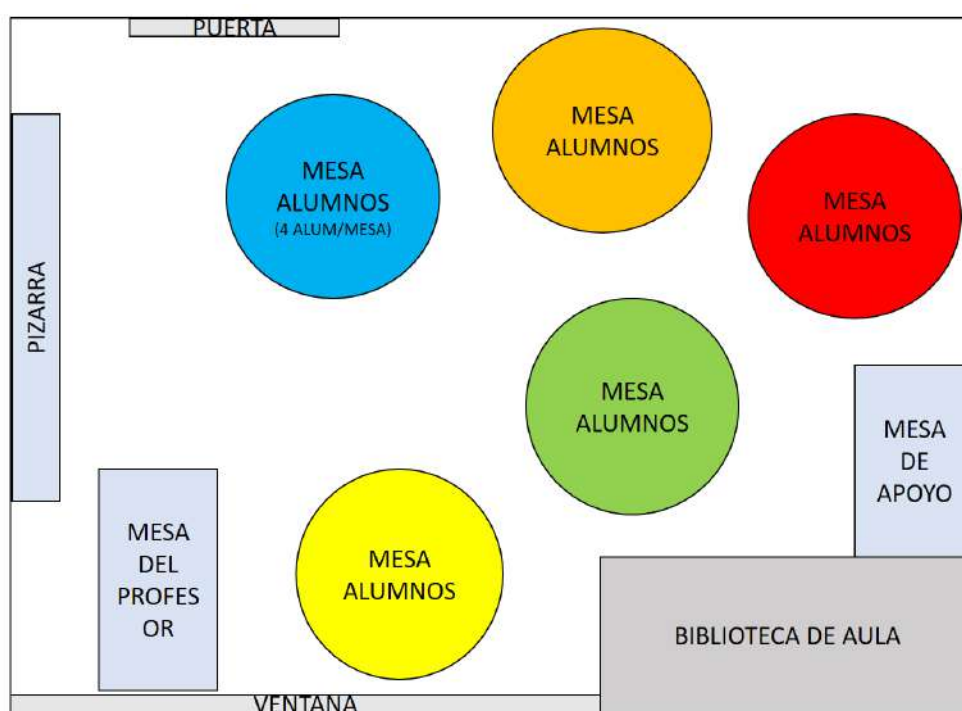 PUERTA
MESA
ALUMNOS
MESA
ALUMNOS
(4 ALUM/MESA)
MESA
ALUMNOS
PIZARRA
MESA
ALUMNOS
MESA
DE
APOYO
MESA
DEL
PROFES
OR
MESA
ALUMNOS
BIBLIOTECA DE AULA
VENTANA